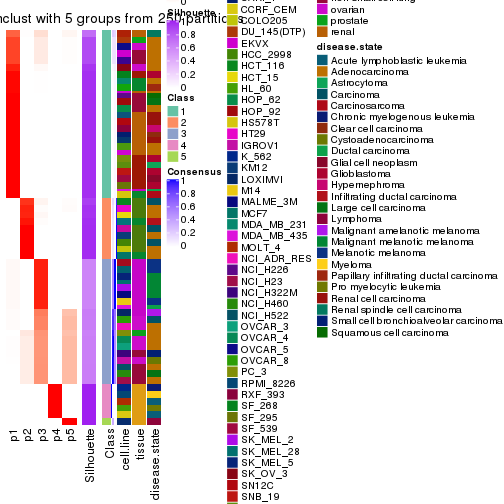 nclust with 5 groups from 250 partitions
Silhouette
1
0.8
0.6
0.4
0.2
0
Class
1
2
3
4
5
Consensus
1
0.8
0.6
0.4
0.2
0
p1
p2
p3
p4
p5
Silhouette
Class
cell.line
tissue
disease.state
CCRF_CEM
COLO205
DU_145(DTP)
EKVX
HCC_2998
HCT_116
HCT_15
HL_60
HOP_62
HOP_92
HS578T
HT29
IGROV1
K_562
KM12
LOXIMVI
M14
MALME_3M
MCF7
MDA_MB_231
MDA_MB_435
MOLT_4
NCI_ADR_RES
NCI_H226
NCI_H23
NCI_H322M
NCI_H460
NCI_H522
OVCAR_3
OVCAR_4
OVCAR_5
OVCAR_8
PC_3
RPMI_8226
RXF_393
SF_268
SF_295
SF_539
SK_MEL_2
SK_MEL_28
SK_MEL_5
SK_OV_3
SN12C
SNB_19
ovarian
prostate
renal
disease.state
Acute lymphoblastic leukemia
Adenocarcinoma
Astrocytoma
Carcinoma
Carcinosarcoma
Chronic myelogenous leukemia
Clear cell carcinoma
Cystoadenocarcinoma
Ductal carcinoma
Glial cell neoplasm
Glioblastoma
Hypernephroma
Infiltrating ductal carcinoma
Large cell carcinoma
Lymphoma
Malignant amelanotic melanoma
Malignant melanotic melanoma
Melanotic melanoma
Myeloma
Papillary infiltrating ductal carcinoma
Pro myelocytic leukemia
Renal cell carcinoma
Renal spindle cell carcinoma
Small cell bronchioalveolar carcinoma
Squamous cell carcinoma